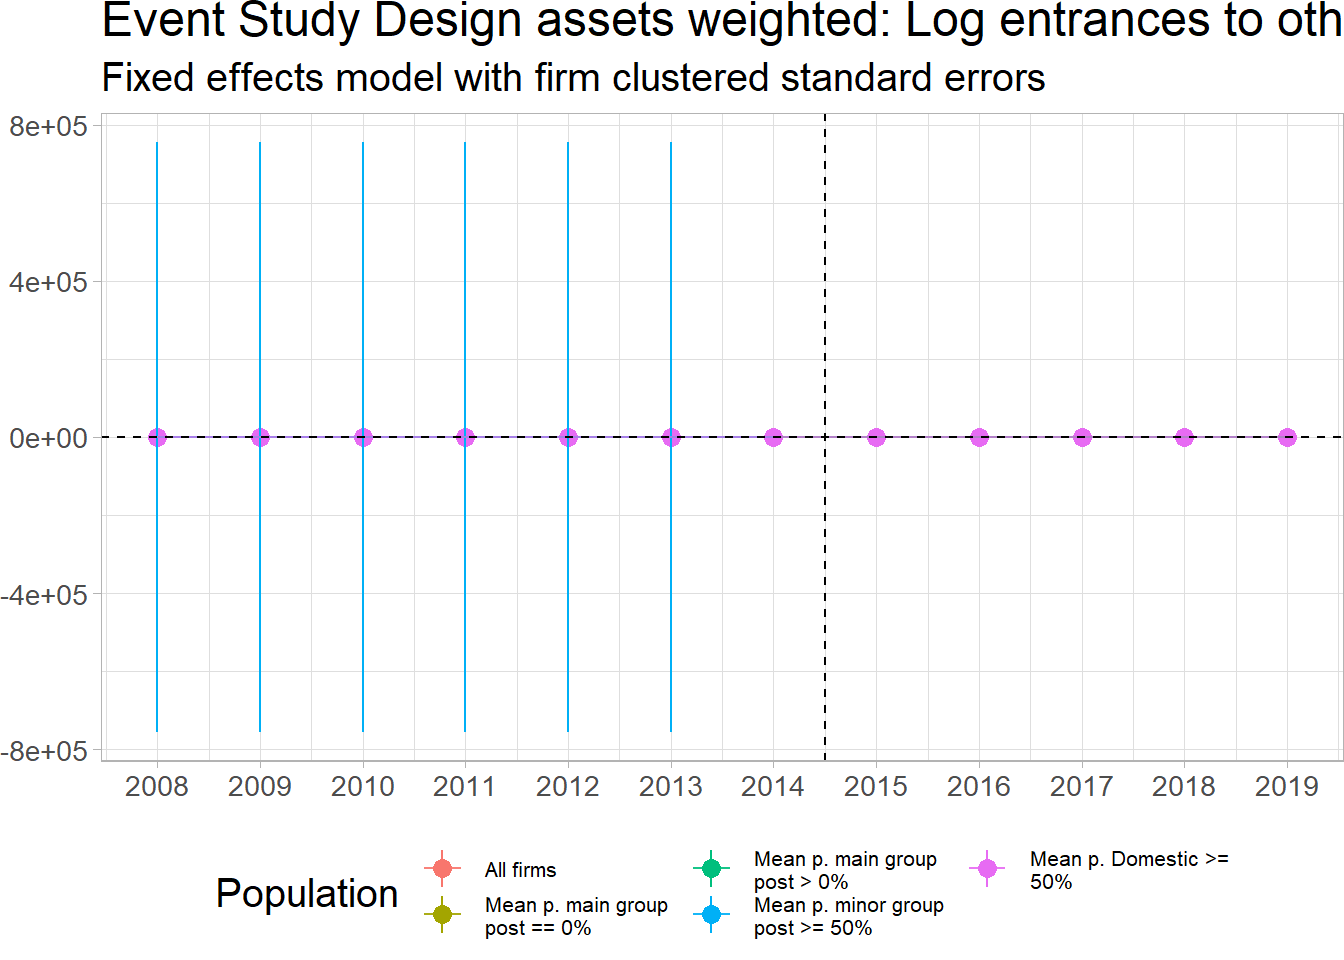 Event Study Design assets weighted: Log entrances to oth
Fixed effects model with firm clustered standard errors
8e+05
4e+05
0e+00
-4e+05
-8e+05
2008 2009 2010 2011 2012 2013 2014 2015 2016 2017 2018 2019
Population
All firms
Mean p. main group
post == 0%
Mean p. main group
post > 0%
Mean p. minor group
post >= 50%
Mean p. Domestic >=
50%